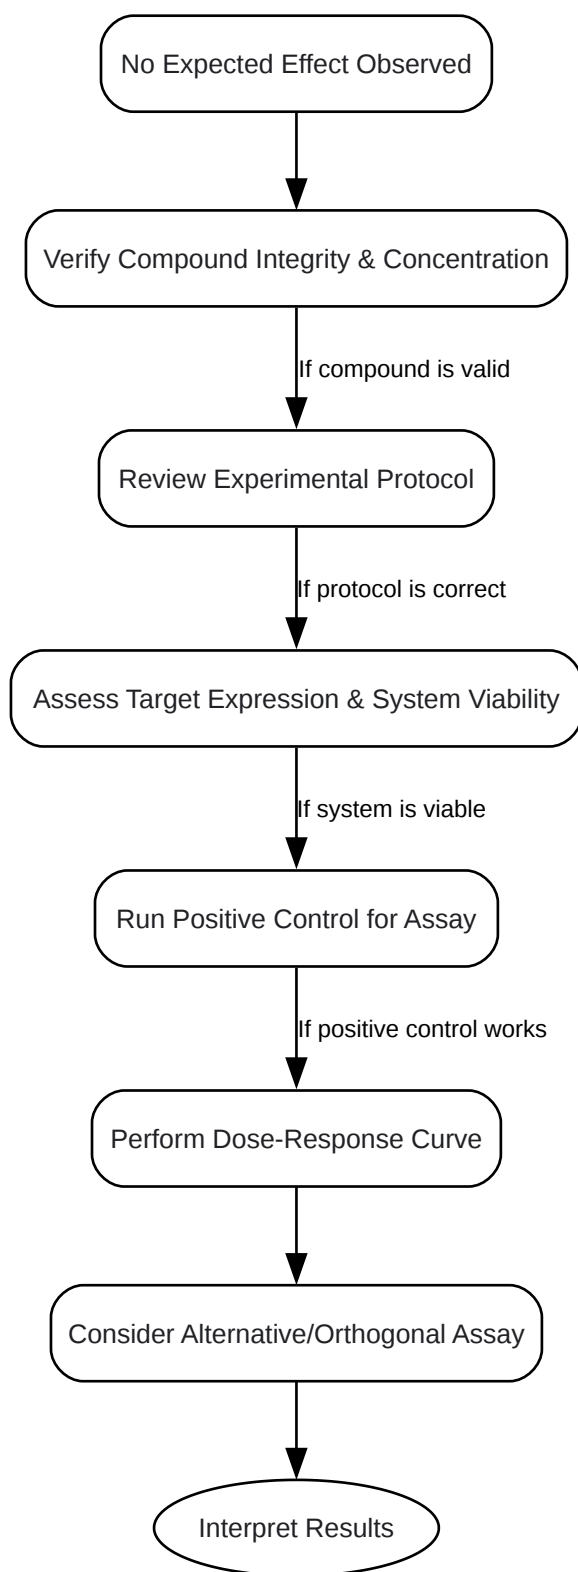 No Expected Effect Observed
Verify Compound Integrity & Concentration
If compound is valid
Review Experimental Protocol
If protocol is correct
Assess Target Expression & System Viability
If system is viable
Run Positive Control for Assay
If positive control works
Perform Dose-Response Curve
Consider Alternative/Orthogonal Assay
Interpret Results